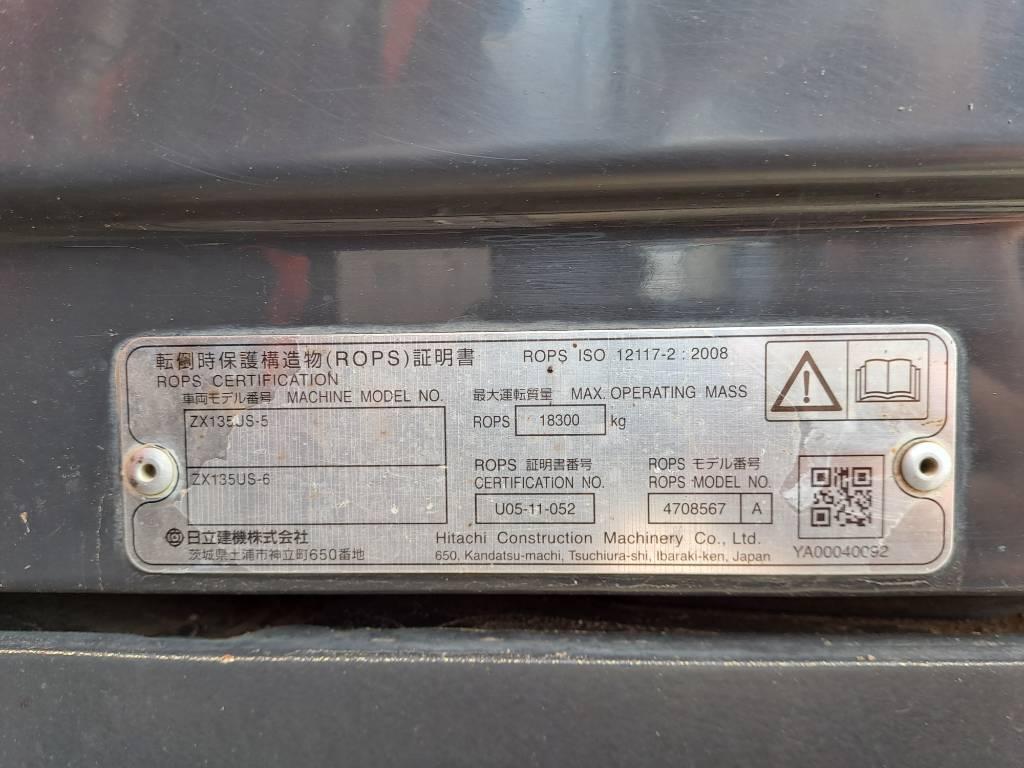 転倒時保護構造物(ROPS)証明書
ROPS CERTIFICATION
ROPS ISO 12117-2 : 2008
車両モデル番号 MACHINE MODEL NO.
ZX135US-5
ZX135US-6
最大運転質量 MAX. OPERATING MASS
ROPS 18300 kg
ROPS 証明書番号
CERTIFICATION NO.
U05-11-052
ROPS モデル番号
ROPS MODEL NO.
4708567 A
日立建機株式会社
茨城県土浦市神立町650番地
Hitachi Construction Machinery Co., Ltd.
650, Kandatsu-machi, Tsuchiura-shi, Ibaraki-ken, Japan
YA00040092